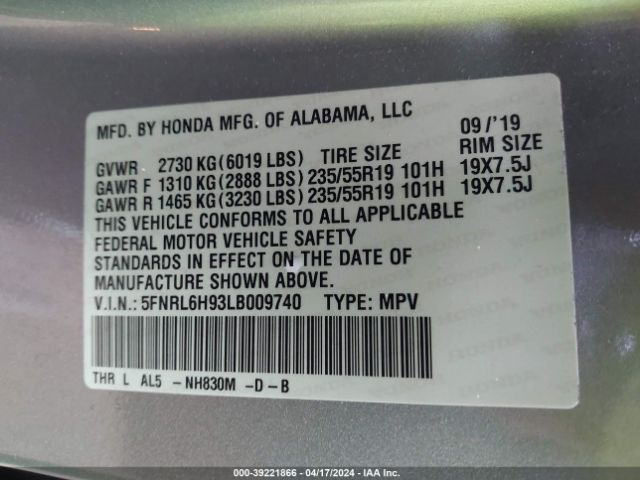 MFD. BY HONDA MFG. OF ALABAMA, LLC 09/'19
GVWR 2730 KG(6019 LBS) TIRE SIZE RIM SIZE
GAWR F 1310 KG(2888 LBS) 235/55R19 101H 19X7.5J
GAWR R 1465 KG(3230 LBS) 235/55R19 101H 19X7.5J
THIS VEHICLE CONFORMS TO ALL APPLICABLE
FEDERAL MOTOR VEHICLE SAFETY
STANDARDS IN EFFECT ON THE DATE OF
MANUFACTURE SHOWN ABOVE.
V.I.N.: 5FNRL6H93LB009740 TYPE: MPV
THR L AL5 -NH830M -D-B
HONDA
000-39221866 - 04/17/2024 - IAA Inc.